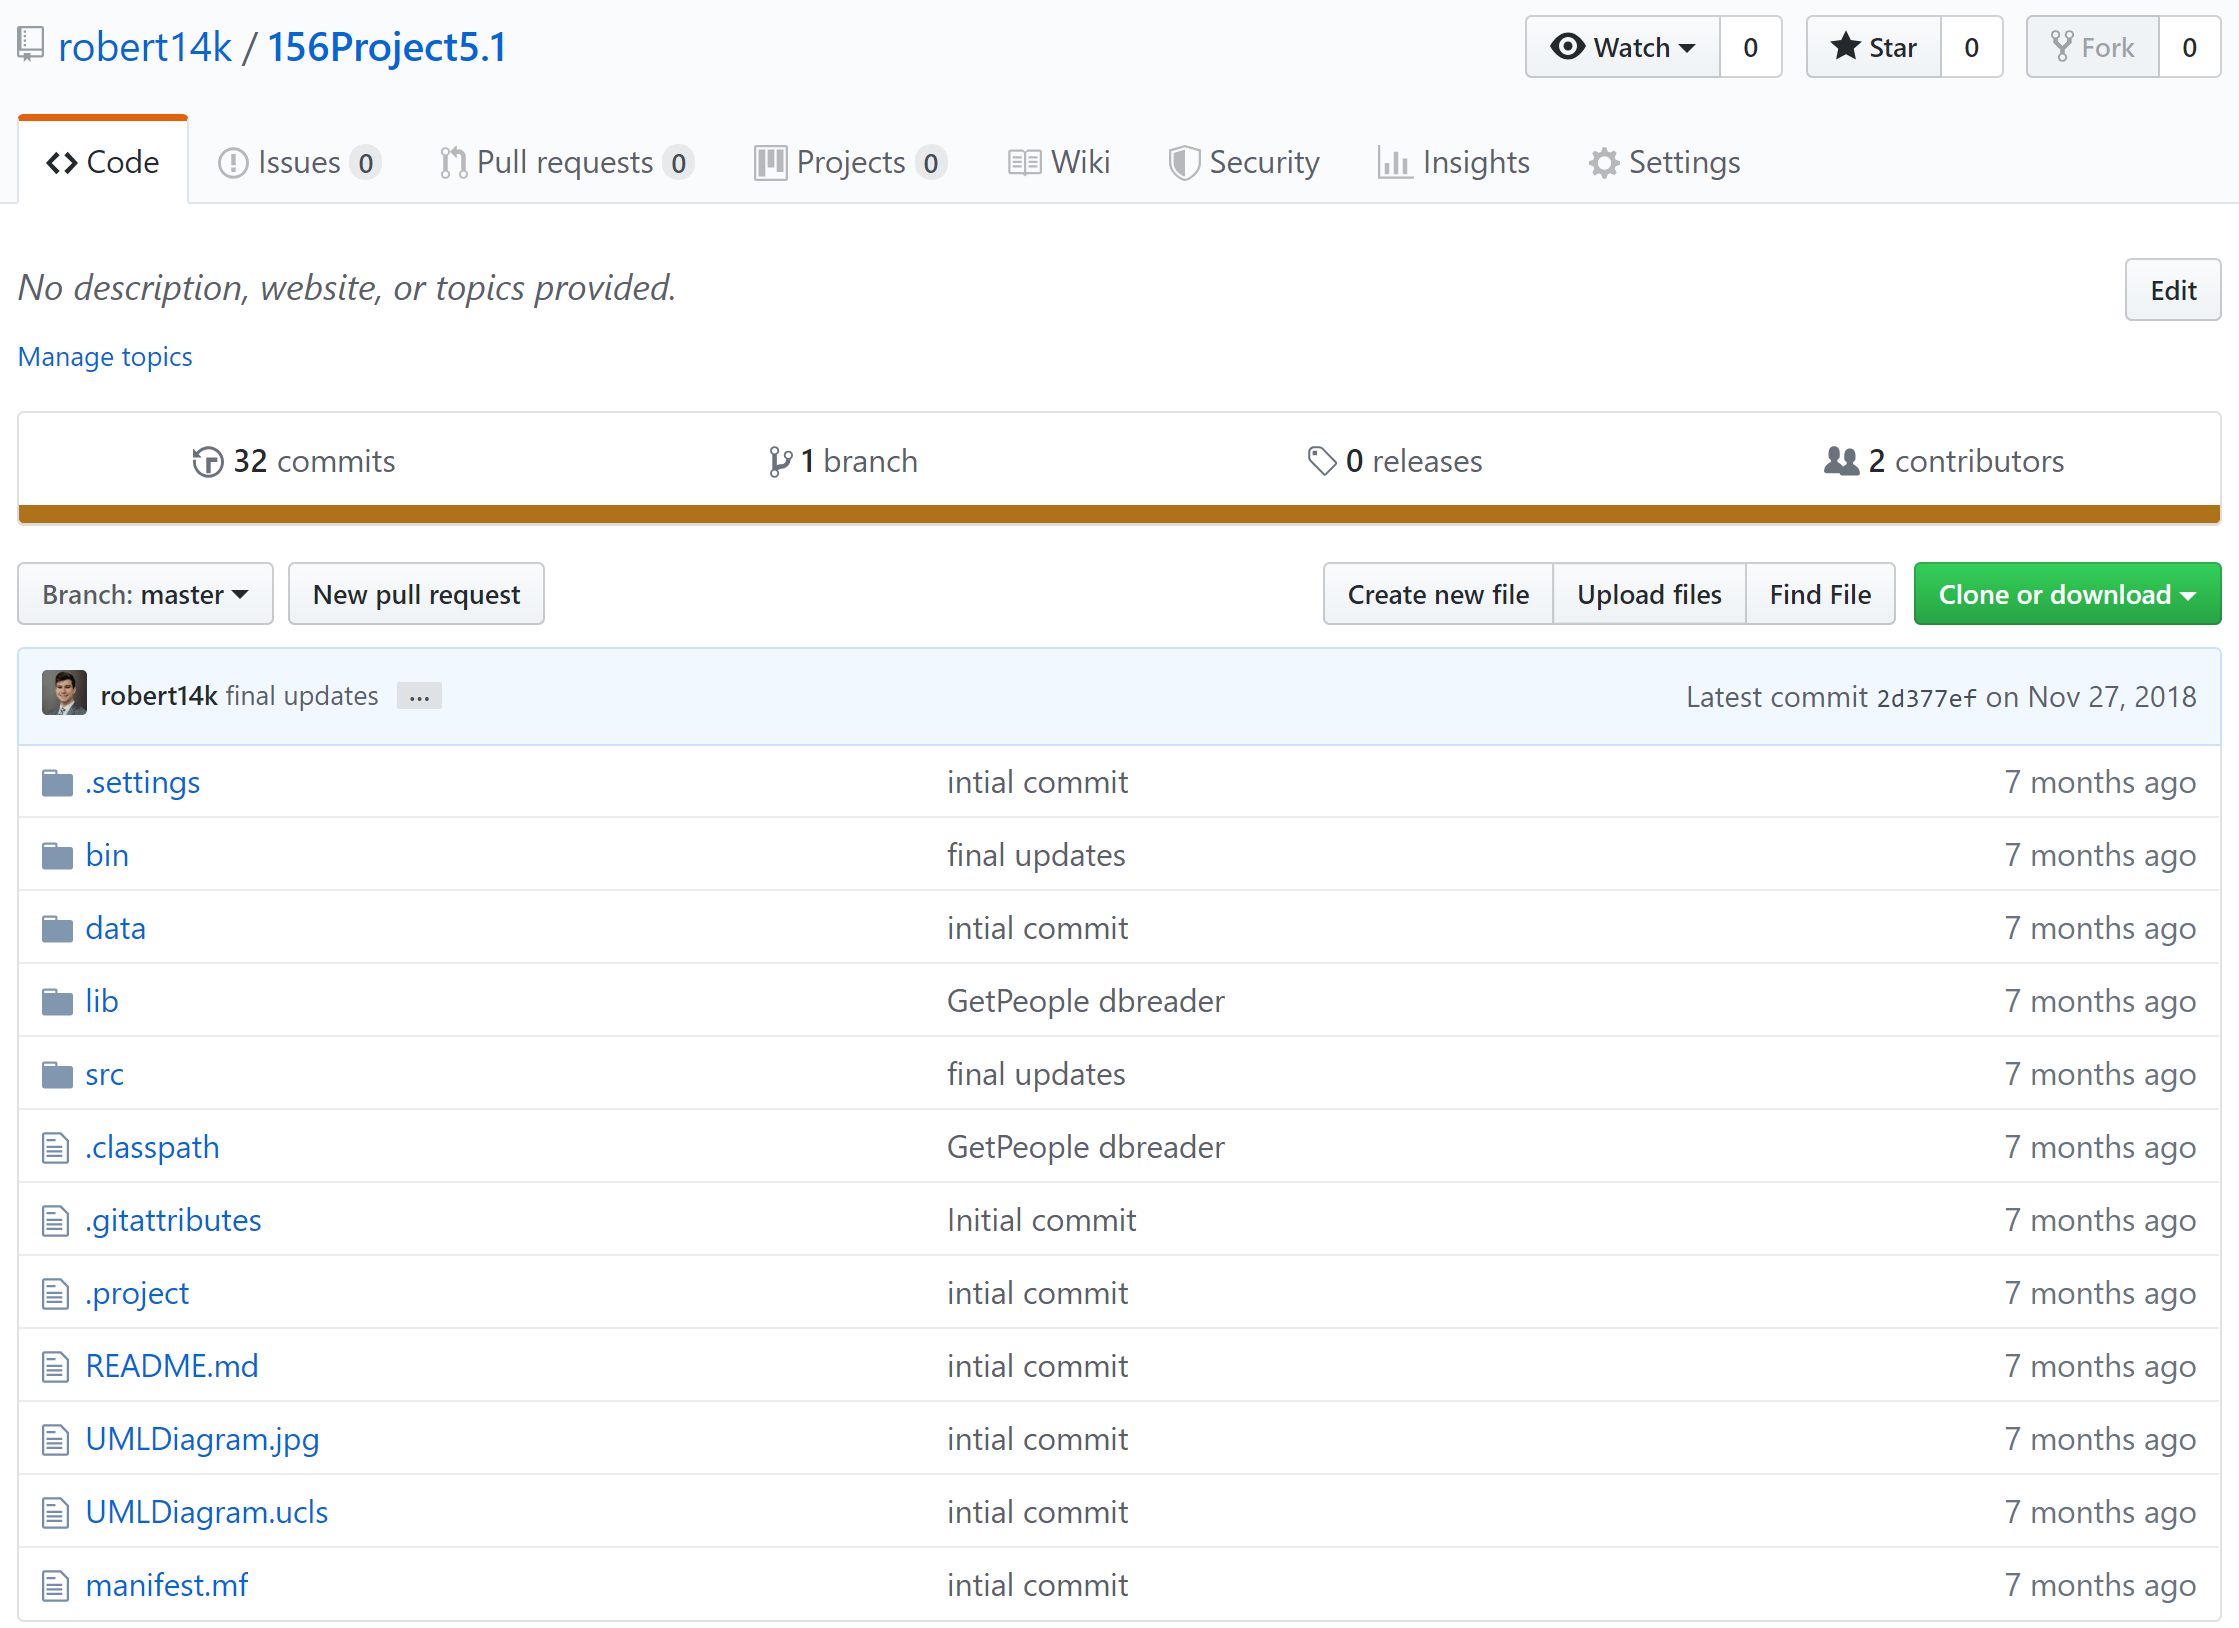 robert14k / 156Project5.1 Watch 0 Star 0 Fork 0
Code Issues 0 Pull requests 0 Projects 0 Wiki Security Insights Settings
No description, website, or topics provided. Edit
Manage topics
32 commits 1 branch 0 releases 2 contributors
Branch: master New pull request Create new file Upload files Find File Clone or download
robert14k final updates ... Latest commit 2d377ef on Nov 27, 2018
.settings intial commit 7 months ago
bin final updates 7 months ago
data intial commit 7 months ago
lib GetPeople dbreader 7 months ago
src final updates 7 months ago
.classpath GetPeople dbreader 7 months ago
.gitattributes Initial commit 7 months ago
.project intial commit 7 months ago
README.md intial commit 7 months ago
UMLDiagram.jpg intial commit 7 months ago
UMLDiagram.ucls intial commit 7 months ago
manifest.mf intial commit 7 months ago